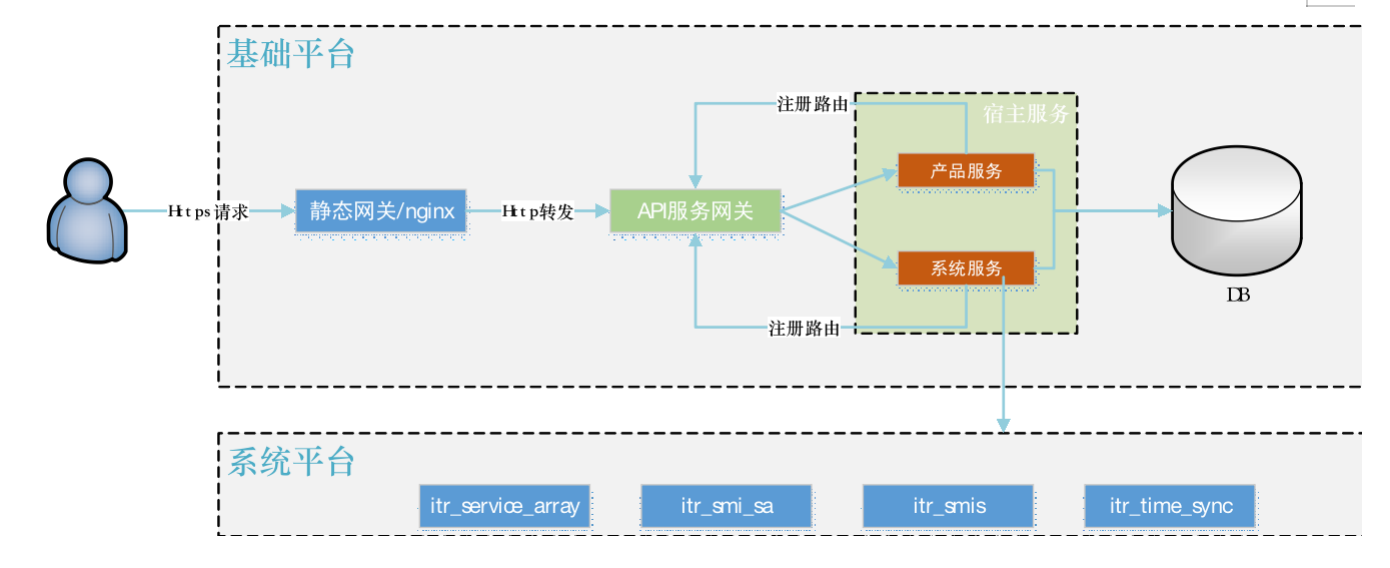 基础平台
注册路由
宿主服务
产品服务
Https请求
静态网关/nginx
Http转发
API服务网关
系统服务
DB
注册路由
系统平台
itr_service_array
itr_smi_sa
itr_smis
itr_time_sync